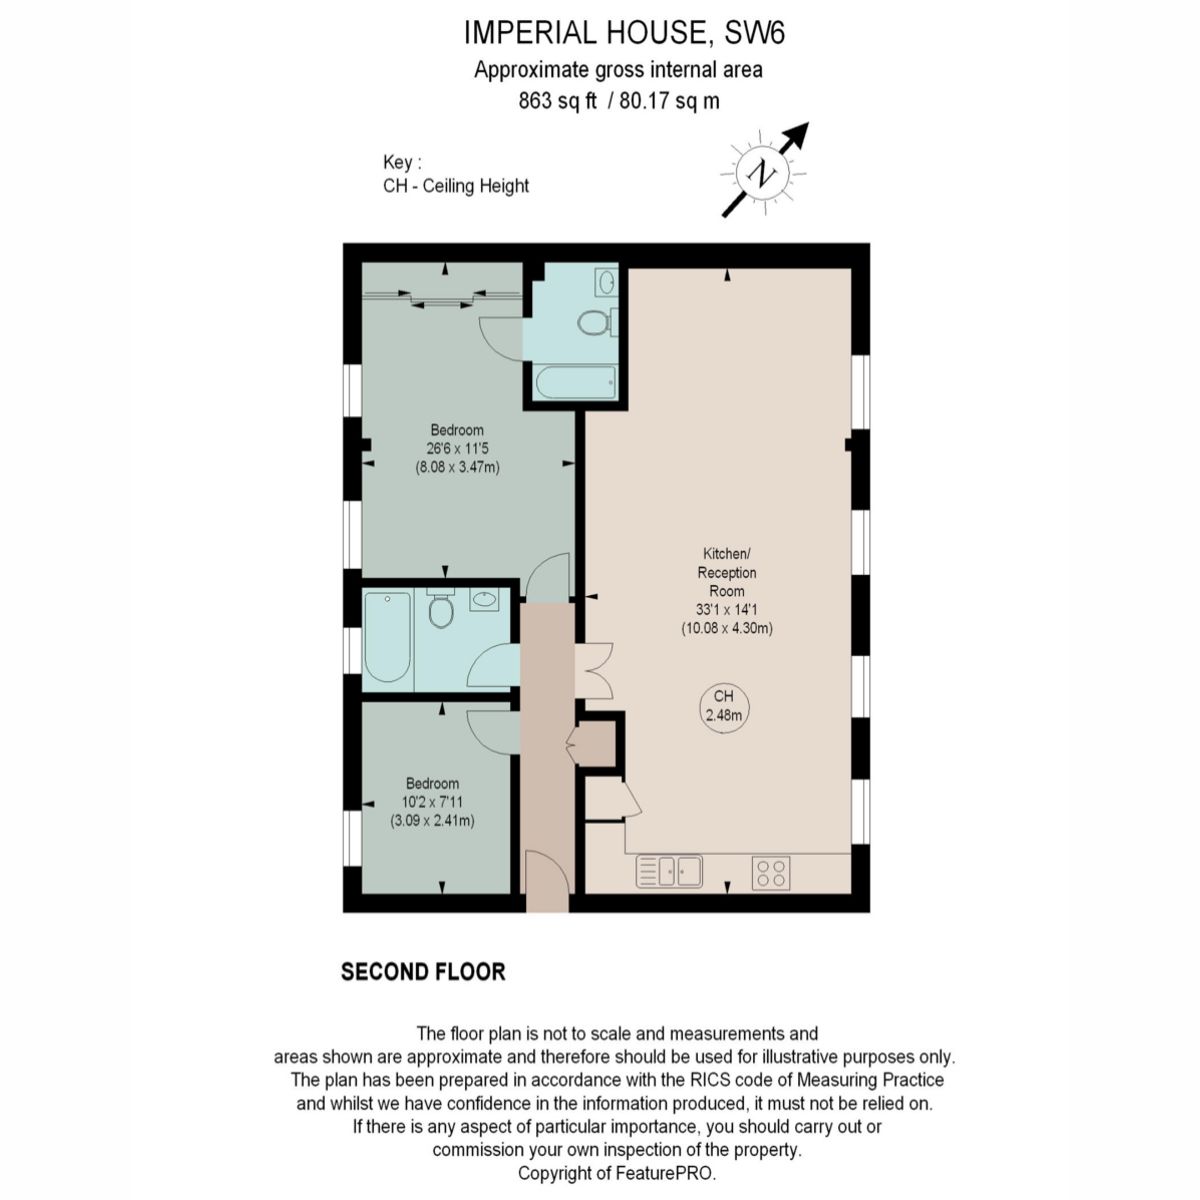 IMPERIAL HOUSE, SW6
Approximate gross internal area
863 sq ft / 80.17 sq m
Key :
CH - Ceiling Height
N
Bedroom
26'6 x 11'5
(8.08 x 3.47m)
Kitchen/
Reception
Room
33'1 x 14'1
(10.08 x 4.30m)
CH
2.48m
Bedroom
10'2 x 7'11
(3.09 x 2.41m)
SECOND FLOOR
The floor plan is not to scale and measurements and
areas shown are approximate and therefore should be used for illustrative purposes only.
The plan has been prepared in accordance with the RICS code of Measuring Practice
and whilst we have confidence in the information produced, it must not be relied on.
If there is any aspect of particular importance, you should carry out or
commission your own inspection of the property.
Copyright of FeaturePRO.